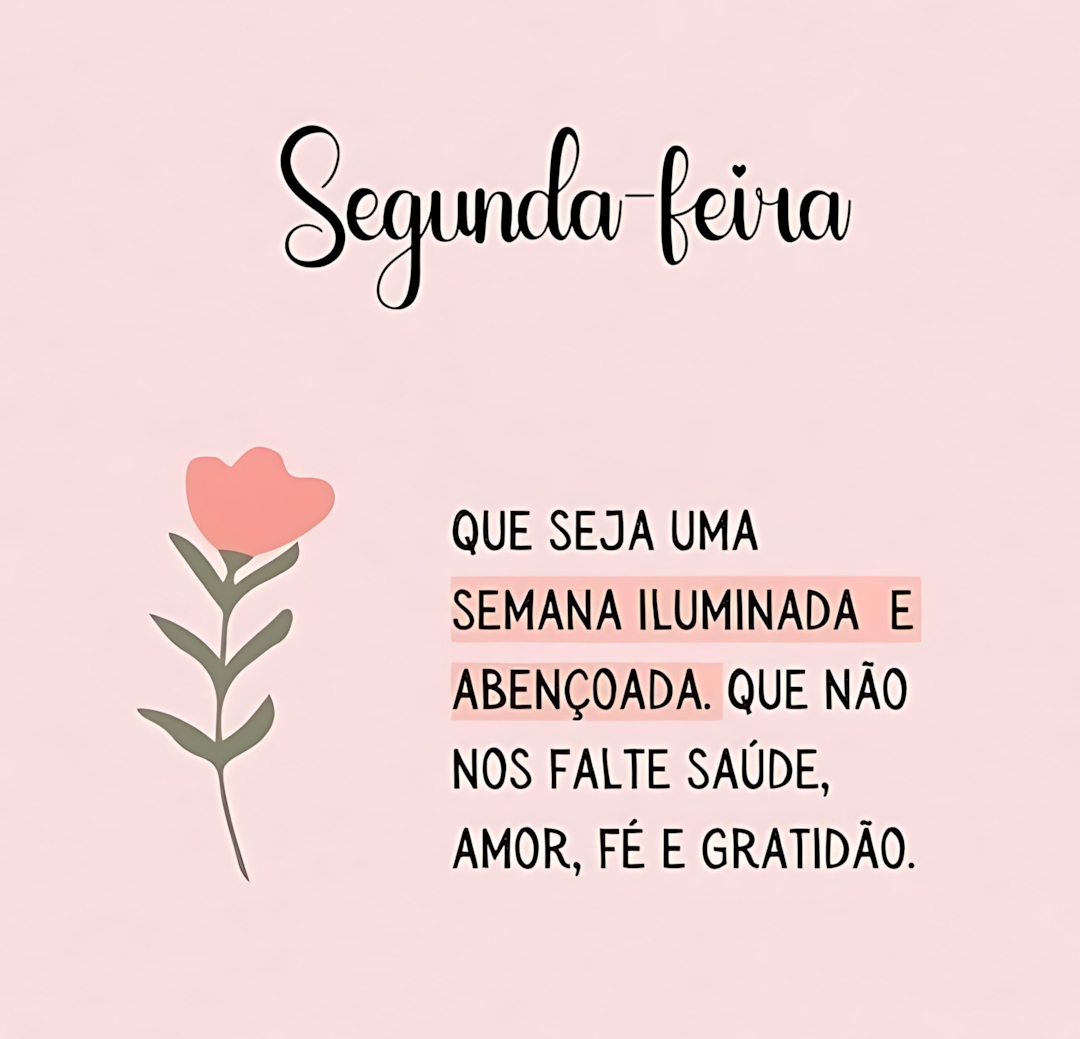 Segunda-feira
QUE SEJA UMA
SEMANA ILUMINADA E
ABENÇOADA. QUE NÃO
NOS FALTE SAÚDE,
AMOR, FÉ E GRATIDÃO.